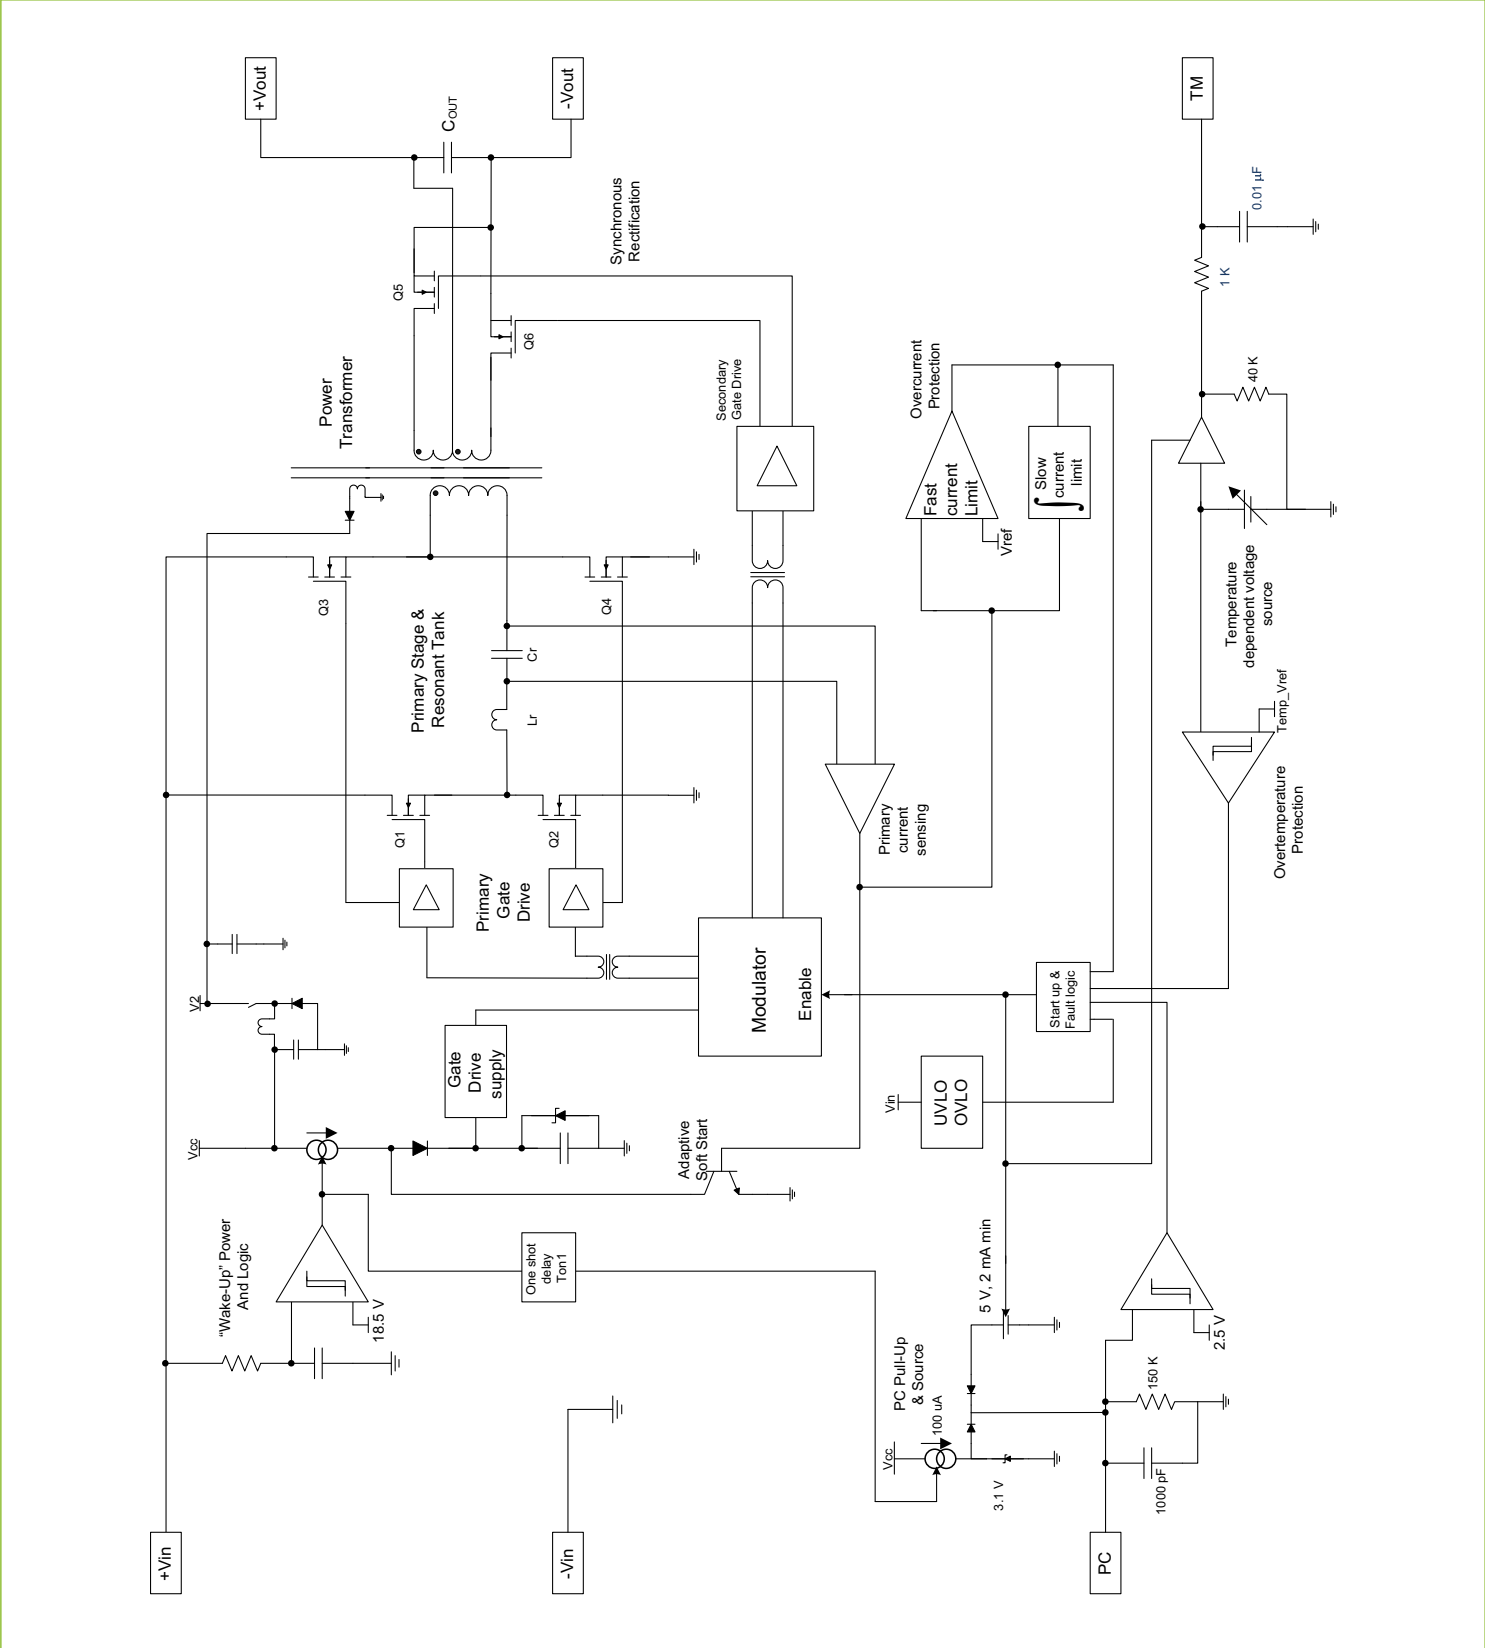 +Vout
COUT
-Vout
TM
0.01 µF
1 K
Synchronous
Rectification
Q5
Q6
Power
Transformer
Secondary
Gate Drive
Overcurrent
Protection
Fast
current
Limit
Vref
Slow
current
limit
40 K
Q3
Q4
Primary Stage &
Resonant Tank
Cr
Lr
Temperature
dependent voltage
source
Temp_Vref
Overtemperature
Protection
Q1
Q2
Primary
Gate
Drive
Primary
current
sensing
V2
Modulator
Enable
Start up &
Fault logic
Gate
Drive
supply
Vcc
Vin
UVLO
OVLO
Adaptive
Soft Start
"Wake-Up" Power
And Logic
18.5 V
One shot
delay
Ton1
5 V, 2 mA min
2.5 V
PC Pull-Up
& Source
100 uA
Vcc
3.1 V
150 K
1000 pF
+Vin
-Vin
PC